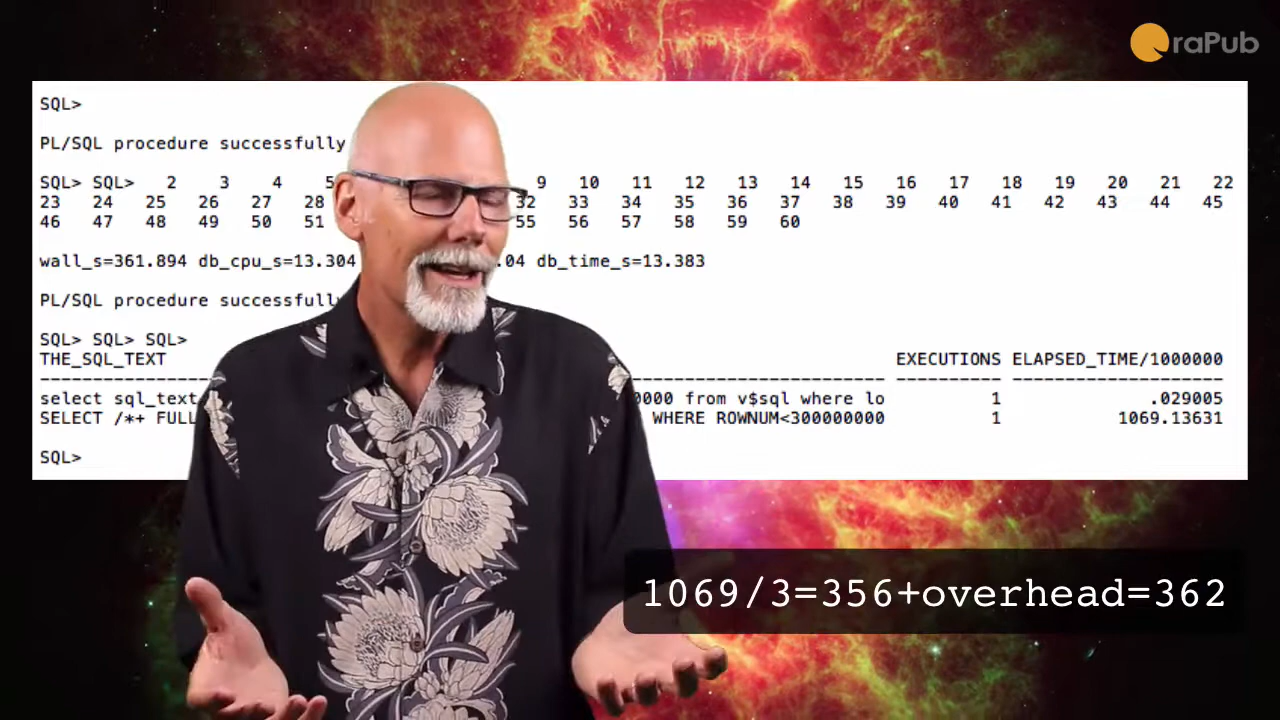 OraPub
SQL>
PL/SQL procedure successfully
SQL> SQL> 2 3 4 5 9 10 11 12 13 14 15 16 17 18 19 20 21 22
23 24 25 26 27 28 32 33 34 35 36 37 38 39 40 41 42 43 44 45
46 47 48 49 50 51 55 56 57 58 59 60
wall_s=361.894 db_cpu_s=13.304 .04 db_time_s=13.383
PL/SQL procedure successfully
SQL> SQL> SQL>
THE_SQL_TEXT EXECUTIONS ELAPSED_TIME/1000000
select sql_text 0000 from v$sql where lo 1 .029005
SELECT /*+ FULL WHERE ROWNUM<300000000 1 1069.13631
SQL>
1069/3=356+overhead=362